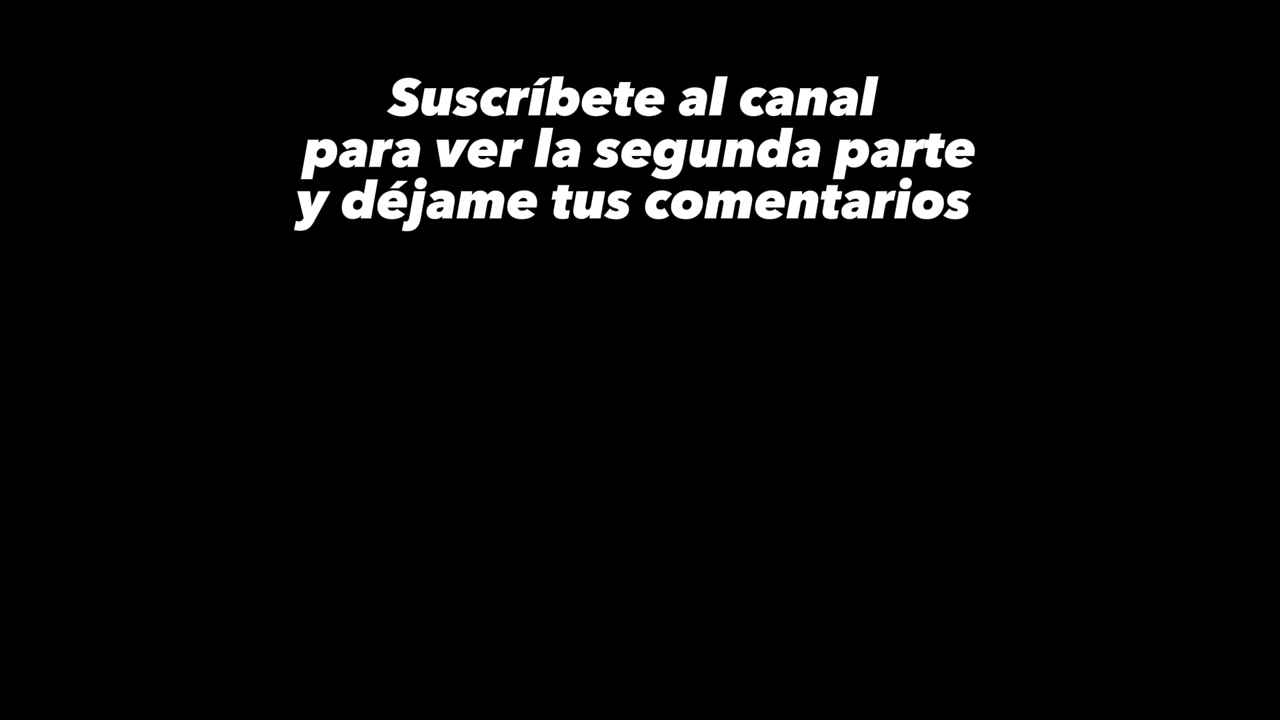 Suscríbete al canal
para ver la segunda parte
y déjame tus comentarios